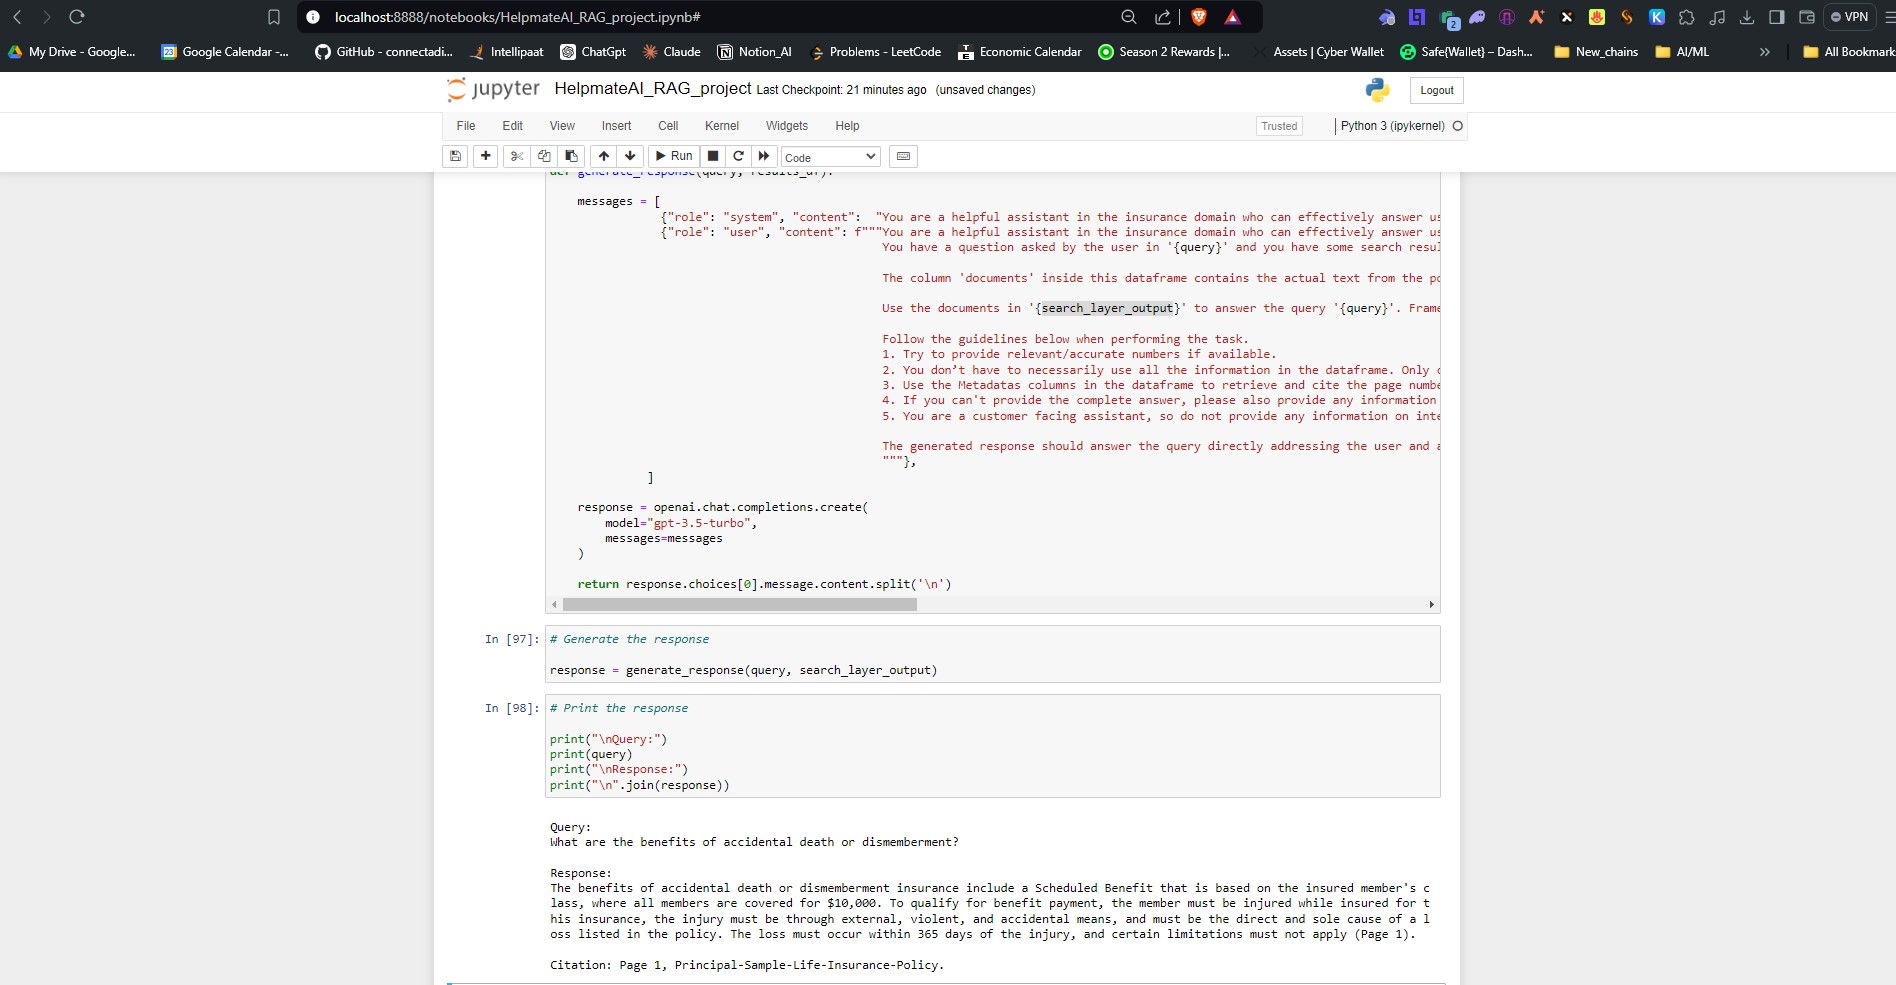 localhost:8888/notebooks/HelpmateAI_RAG_project.ipynb#
2
VPN
My Drive - Google...
23
Google Calendar -...
GitHub - connectadi...
Intellipaat
ChatGpt
Claude
Notion_AI
Problems - LeetCode
Economic Calendar
Season 2 Rewards |...
Assets | Cyber Wallet
Safe{Wallet} – Dash...
New_chains
AI/ML
»
All Bookmark
jupyter HelpmateAI_RAG_project Last Checkpoint: 21 minutes ago (unsaved changes)
Logout
File Edit View Insert Cell Kernel Widgets Help
Trusted
Python 3 (ipykernel)
Run
Code
def generate_response(query, results_df):
messages = [
{"role": "system", "content": "You are a helpful assistant in the insurance domain who can effectively answer us
{"role": "user", "content": f"""You are a helpful assistant in the insurance domain who can effectively answer us
You have a question asked by the user in '{query}' and you have some search resul
The column 'documents' inside this dataframe contains the actual text from the po
Use the documents in '{search_layer_output}' to answer the query '{query}'. Frame
Follow the guidelines below when performing the task.
1. Try to provide relevant/accurate numbers if available.
2. You don’t have to necessarily use all the information in the dataframe. Only c
3. Use the Metadatas columns in the dataframe to retrieve and cite the page numbe
4. If you can't provide the complete answer, please also provide any information
5. You are a customer facing assistant, so do not provide any information on inte
The generated response should answer the query directly addressing the user and a
"""},
]
response = openai.chat.completions.create(
model="gpt-3.5-turbo",
messages=messages
)
return response.choices[0].message.content.split('\n')
In [97]: # Generate the response
response = generate_response(query, search_layer_output)
In [98]: # Print the response
print("\nQuery:")
print(query)
print("\nResponse:")
print("\n".join(response))
Query:
What are the benefits of accidental death or dismemberment?
Response:
The benefits of accidental death or dismemberment insurance include a Scheduled Benefit that is based on the insured member's c
lass, where all members are covered for $10,000. To qualify for benefit payment, the member must be injured while insured for t
his insurance, the injury must be through external, violent, and accidental means, and must be the direct and sole cause of a l
oss listed in the policy. The loss must occur within 365 days of the injury, and certain limitations must not apply (Page 1).
Citation: Page 1, Principal-Sample-Life-Insurance-Policy.